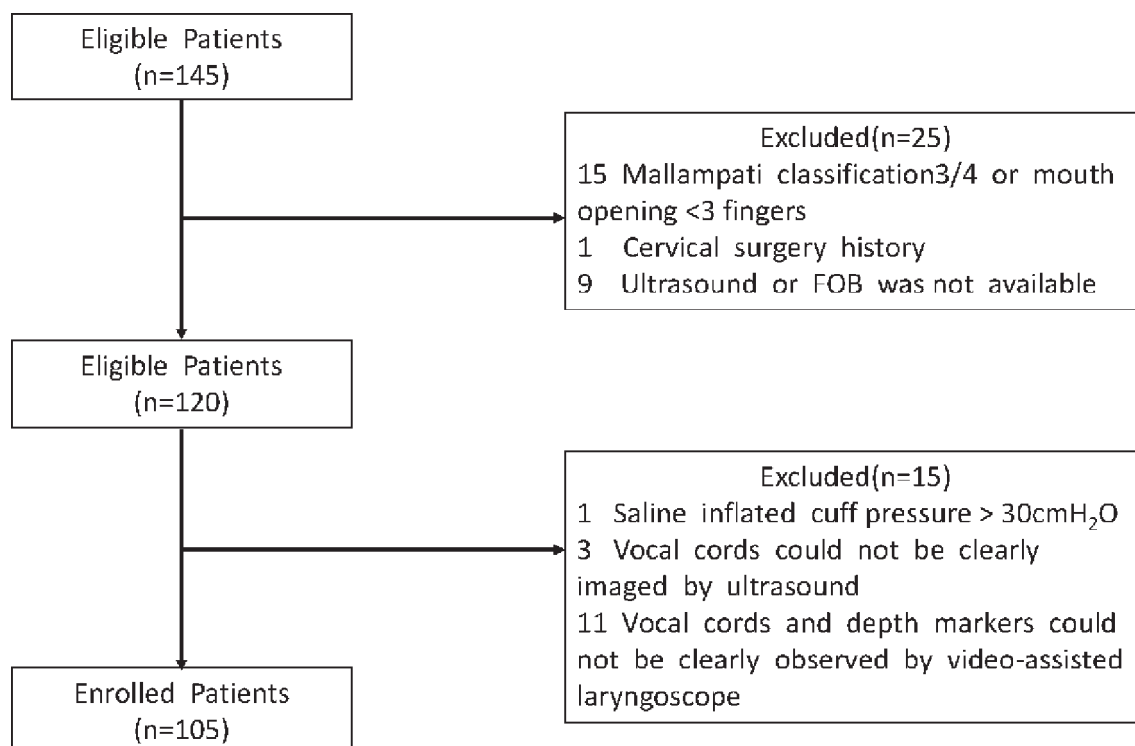 Eligible Patients
(n=145)
Excluded(n=25)
15 Mallampati classification3/4 or mouth
opening <3 fingers
1 Cervical surgery history
9 Ultrasound or FOB was not available
Eligible Patients
(n=120)
Excluded(n=15)
1 Saline inflated cuff pressure > 30cmH₂O
3 Vocal cords could not be clearly
imaged by ultrasound
11 Vocal cords and depth markers could
not be clearly observed by video-assisted
laryngoscope
Enrolled Patients
(n=105)